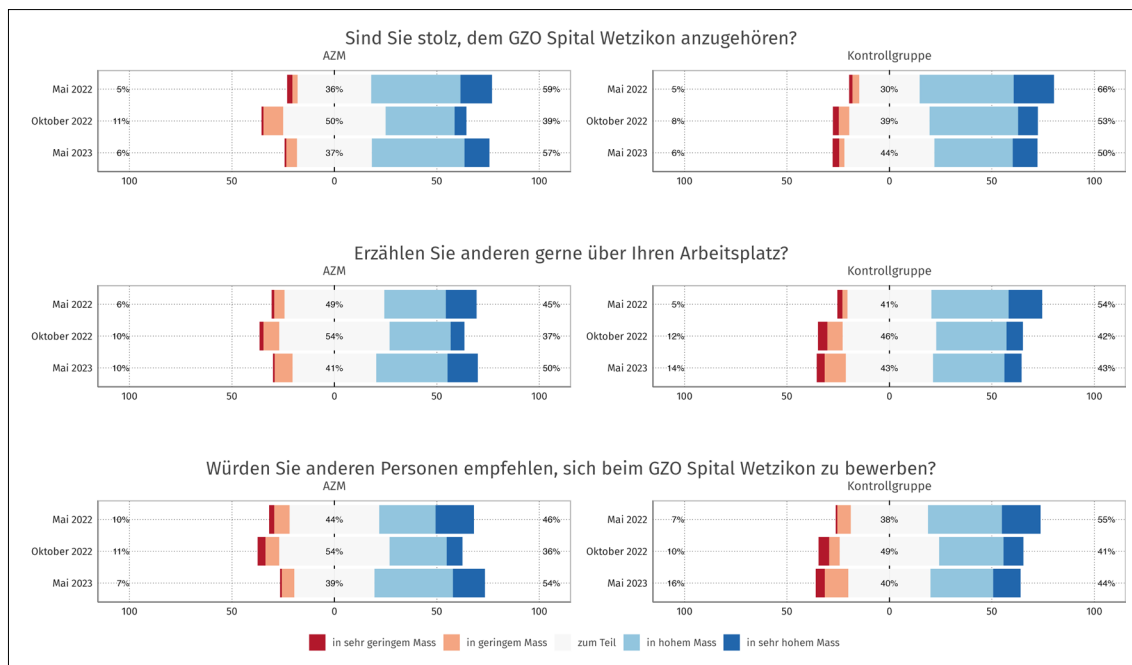 Sind Sie stolz, dem GZO Spital Wetzikon anzugehören?
AZM Kontrollgruppe
Mai 2022 5% 36% 59% Mai 2022 5% 30% 66%
Oktober 2022 11% 50% 39% Oktober 2022 8% 39% 53%
Mai 2023 6% 37% 57% Mai 2023 6% 44% 50%
100 50 0 50 100 100 50 0 50 100
Erzählen Sie anderen gerne über Ihren Arbeitsplatz?
AZM Kontrollgruppe
Mai 2022 6% 49% 45% Mai 2022 5% 41% 54%
Oktober 2022 10% 54% 37% Oktober 2022 12% 46% 42%
Mai 2023 10% 41% 50% Mai 2023 14% 43% 43%
100 50 0 50 100 100 50 0 50 100
Würden Sie anderen Personen empfehlen, sich beim GZO Spital Wetzikon zu bewerben?
AZM Kontrollgruppe
Mai 2022 10% 44% 46% Mai 2022 7% 38% 55%
Oktober 2022 11% 54% 36% Oktober 2022 10% 49% 41%
Mai 2023 7% 39% 54% Mai 2023 16% 40% 44%
100 50 0 50 100 100 50 0 50 100
in sehr geringem Mass in geringem Mass zum Teil in hohem Mass in sehr hohem Mass